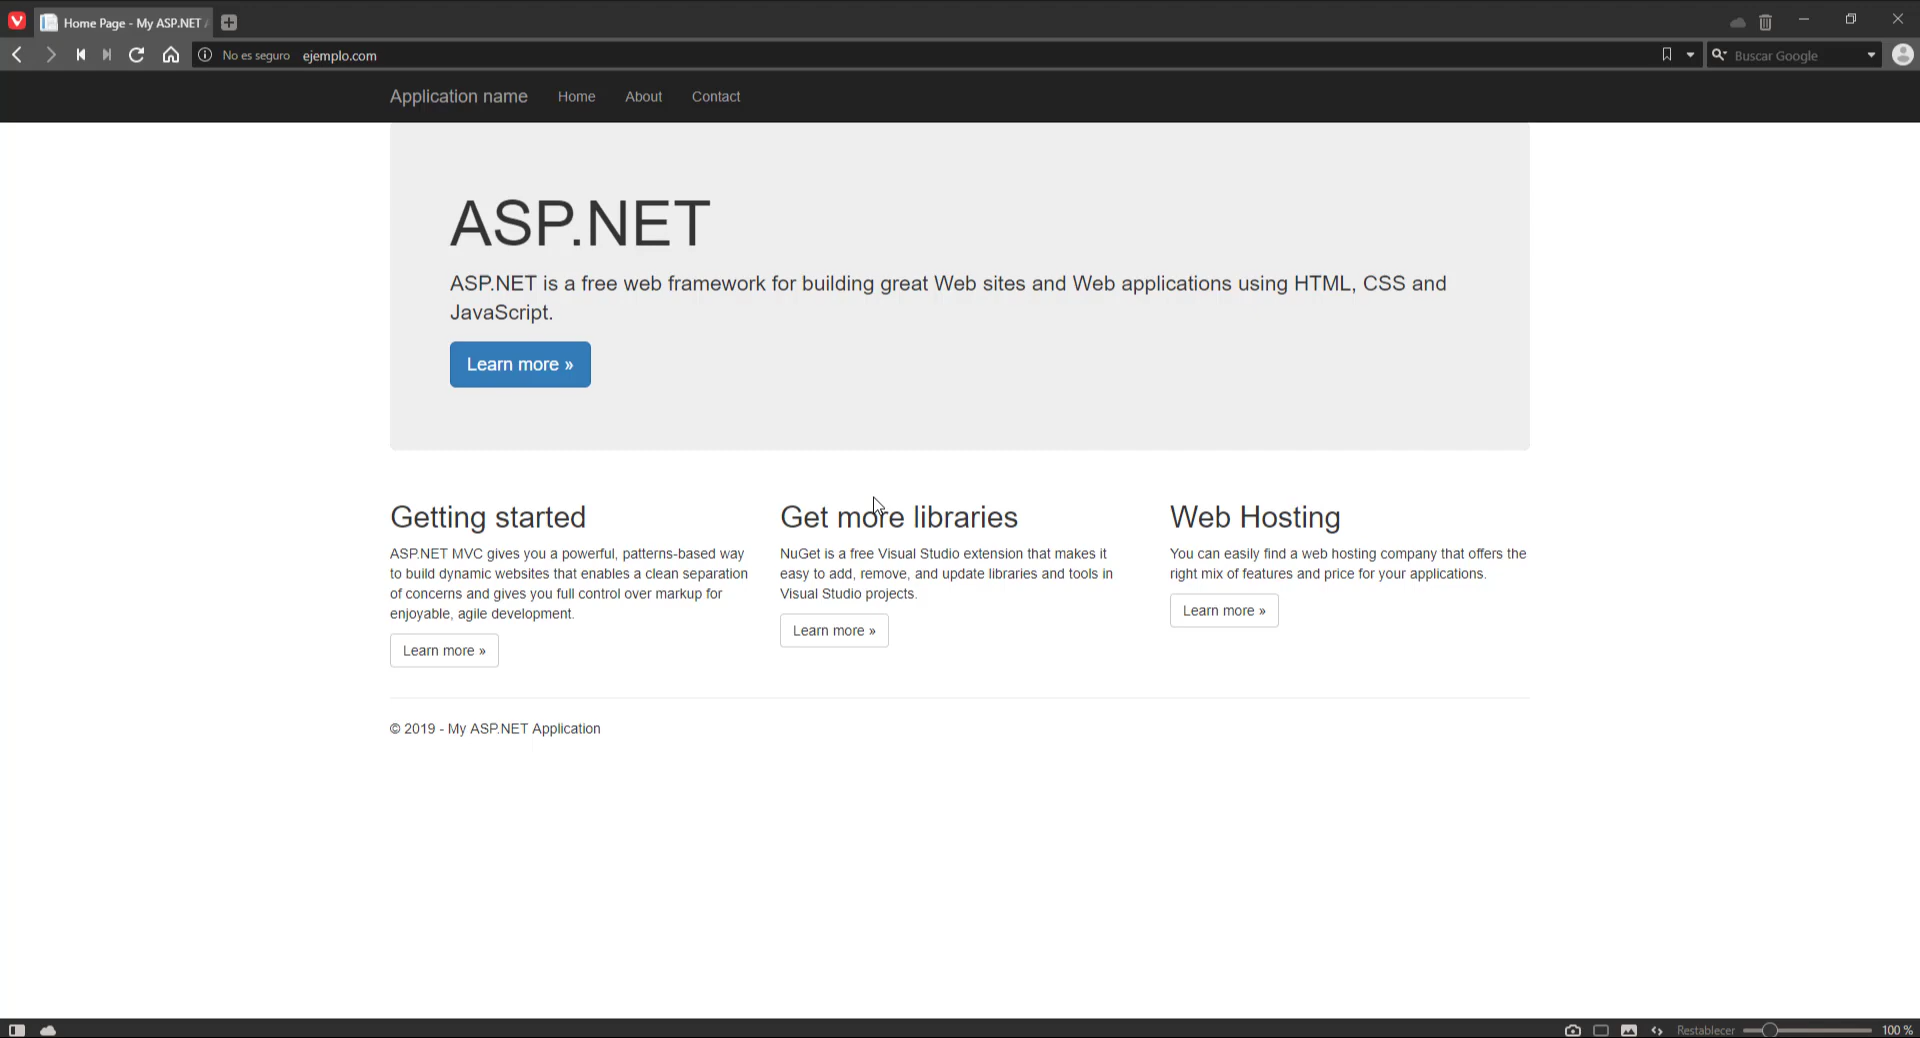 Home Page - My ASP.NET
No es seguro ejemplo.com
Buscar Google
Application name Home About Contact
ASP.NET
ASP.NET is a free web framework for building great Web sites and Web applications using HTML, CSS and
JavaScript.
Learn more »
Getting started
ASP.NET MVC gives you a powerful, patterns-based way
to build dynamic websites that enables a clean separation
of concerns and gives you full control over markup for
enjoyable, agile development.
Learn more »
Get more libraries
NuGet is a free Visual Studio extension that makes it
easy to add, remove, and update libraries and tools in
Visual Studio projects.
Learn more »
Web Hosting
You can easily find a web hosting company that offers the
right mix of features and price for your applications.
Learn more »
© 2019 - My ASP.NET Application
Restablecer 100 %